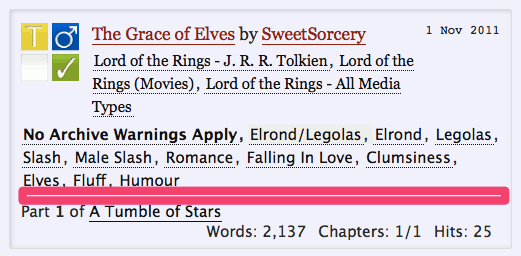 T
The Grace of Elves by SweetSorcery
1 Nov 2011
Lord of the Rings - J. R. R. Tolkien, Lord of the
Rings (Movies), Lord of the Rings - All Media
Types
No Archive Warnings Apply, Elrond/Legolas, Elrond, Legolas,
Slash, Male Slash, Romance, Falling In Love, Clumsiness,
Elves, Fluff, Humour
Part 1 of A Tumble of Stars
Words: 2,137 Chapters: 1/1 Hits: 25